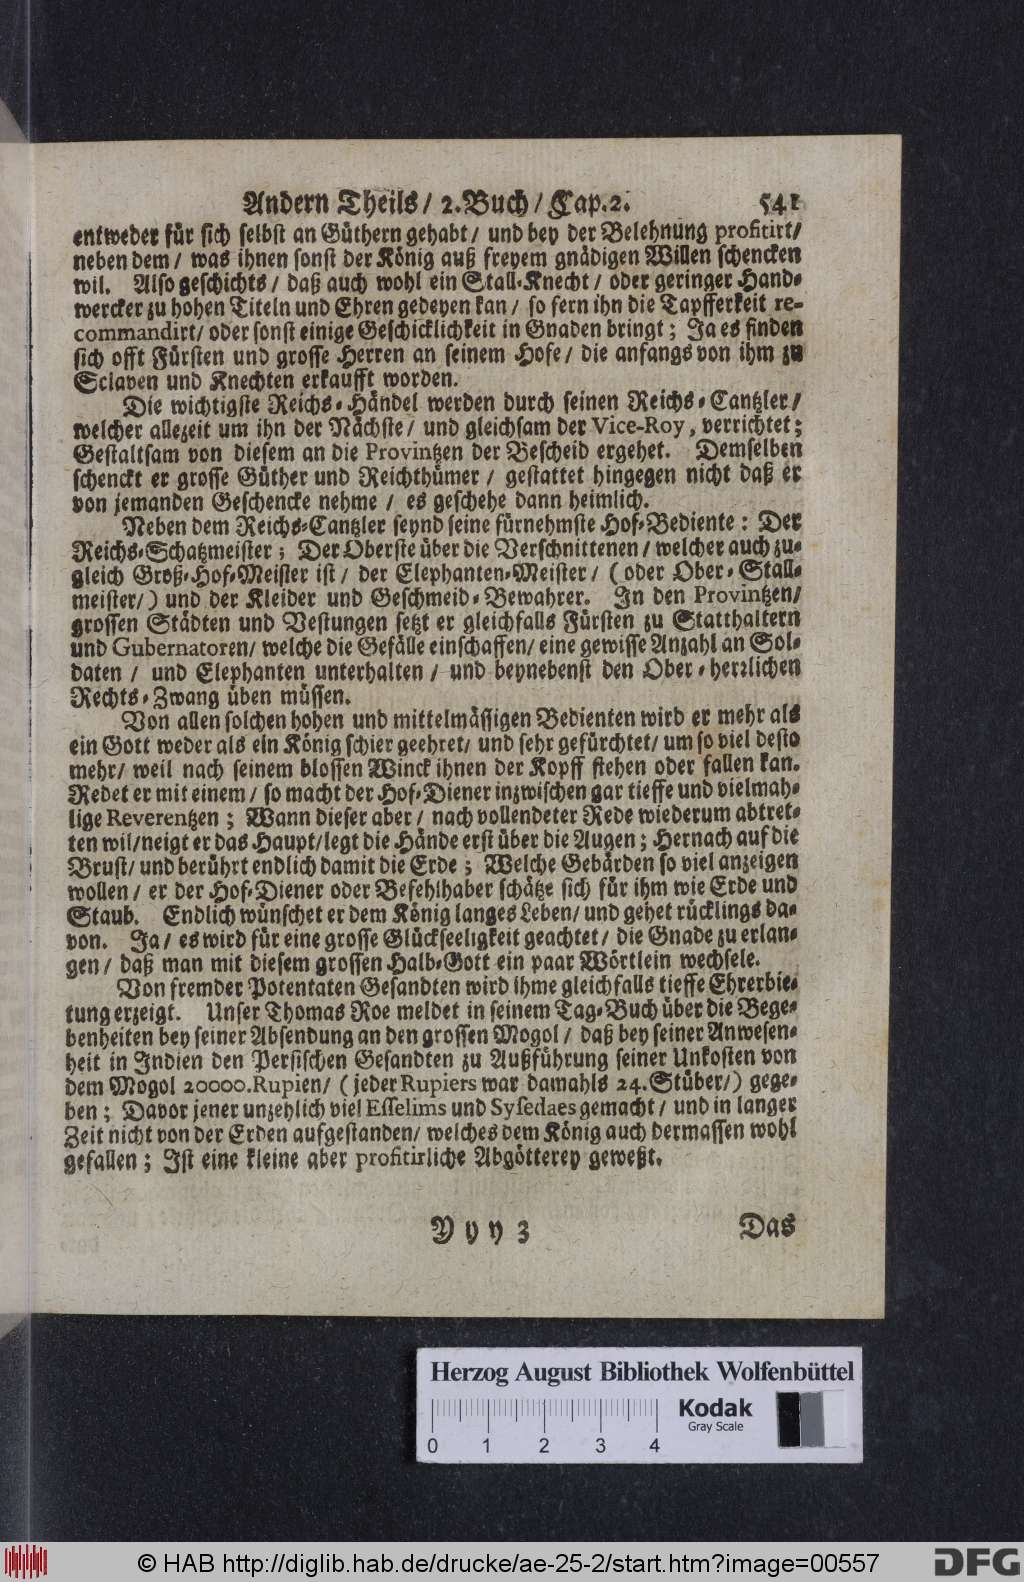 Andern Theils / 2. Buch / Cap. 2. 541
entweder für sich selbst an Güthern gehabt / und bey der Belehnung profitirt /
neben dem / was ihnen sonst der König auß freyem gnädigen Willen schencken
wil. Also geschichts / daß auch wohl ein Stall-Knecht / oder geringer Hand-
wercker zu hohen Titeln und Ehren gedeyen kan / so fern ihn die Tapfferkeit re-
commandirt / oder sonst einige Geschicklichkeit in Gnaden bringt ; Ja es finden
sich offt Fürsten und grosse Herren an seinem Hofe / die anfangs von ihm zu
Sclaven und Knechten erkaufft worden.
Die wichtigste Reichs-Händel werden durch seinen Reichs-Cantzler /
welcher allezeit um ihn der Nächste / und gleichsam der Vice-Roy, verrichtet ;
Gestaltsam von diesem an die Provintzen der Bescheid ergehet. Demselben
schenckt er grosse Güther und Reichthümer / gestattet hingegen nicht daß er
von jemanden Geschencke nehme / es geschehe dann heimlich.
Neben dem Reichs-Cantzler seynd seine fürnehmste Hof-Bediente : Der
Reichs-Schatzmeister ; Der Oberste über die Verschnittenen / welcher auch zu-
gleich Groß-Hof-Meister ist / der Elephanten-Meister / ( oder Ober-Stall-
meister / ) und der Kleider und Geschmeid-Bewahrer. In den Provintzen /
grossen Städten und Vestungen setzt er gleichfalls Fürsten zu Statthaltern
und Gubernatoren / welche die Gefälle einschaffen / eine gewisse Anzahl an Sol-
daten / und Elephanten unterhalten / und beynebenst den Ober-herrlichen
Rechts-Zwang üben müssen.
Von allen solchen hohen und mittelmässigen Bedienten wird er mehr als
ein Gott weder als ein König schier geehret / und sehr gefürchtet / um so viel desto
mehr / weil nach seinem blossen Winck ihnen der Kopff stehen oder fallen kan.
Redet er mit einem / so macht der Hof-Diener inzwischen gar tieffe und vielmah-
lige Reverentzen ; Wann dieser aber / nach vollendeter Rede wiederum abtret-
ten wil / neigt er das Haupt / legt die Hände erst über die Augen ; Hernach auf die
Brust / und berührt endlich damit die Erde ; Welche Gebärden so viel anzeigen
wollen / er der Hof-Diener oder Befehlhaber schätze sich für ihm wie Erde und
Staub. Endlich wünschet er dem König langes Leben / und gehet rücklings da-
von. Ja / es wird für eine grosse Glückseeligkeit geachtet / die Gnade zu erlan-
gen / daß man mit diesem grossen Halb-Gott ein paar Wörtlein wechsele.
Von fremder Potentaten Gesandten wird ihme gleichfalls tieffe Ehrerbie-
tung erzeigt. Unser Thomas Roe meldet in seinem Tag-Buch über die Bege-
benheiten bey seiner Absendung an den grossen Mogol / daß bey seiner Anwesen-
heit in Indien den Persischen Gesandten zu Außführung seiner Unkosten von
dem Mogol 20000. Rupien / ( jeder Rupiers war damahls 24. Stüber / ) gege-
ben ; Davor jener unzehlich viel Esselims und Sysedaes gemacht / und in langer
Zeit nicht von der Erden aufgestanden / welches dem König auch dermassen wohl
gefallen ; Ist eine kleine aber profitirliche Abgötterey geweßt.
Yyy 3 Das
Herzog August Bibliothek Wolfenbüttel
Kodak
Gray Scale
0 1 2 3 4
© HAB http://diglib.hab.de/drucke/ae-25-2/start.htm?image=00557
DFG